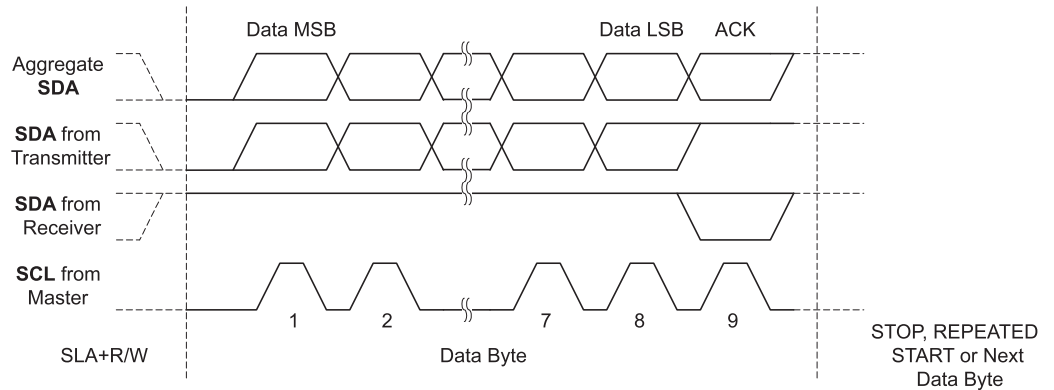 Data MSB
Data LSB
ACK
Aggregate
SDA
SDA from
Transmitter
SDA from
Receiver
SCL from
Master
1
2
7
8
9
SLA+R/W
Data Byte
STOP, REPEATED
START or Next
Data Byte